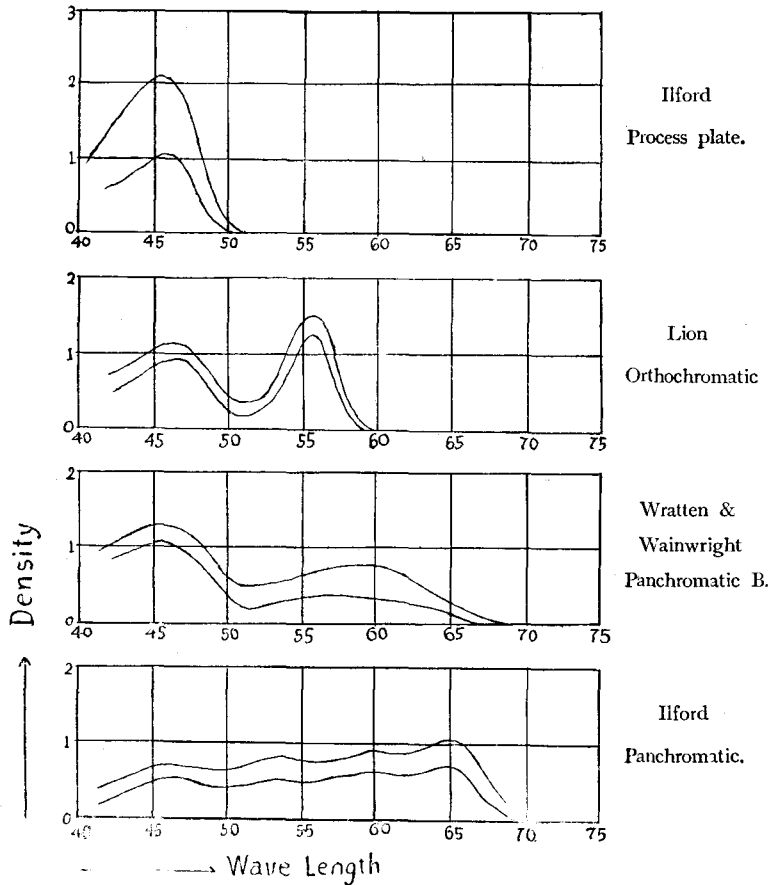 3
2
1
0
40 45 50 55 60 65 70 75
Ilford
Process plate.
2
1
0
40 45 50 55 60 65 70 75
Lion
Orthochromatic
2
1
0
40 45 50 55 60 65 70 75
Wratten &
Wainwright
Panchromatic B.
2
1
0
40 45 50 55 60 65 70 75
Ilford
Panchromatic.
Density
Wave Length